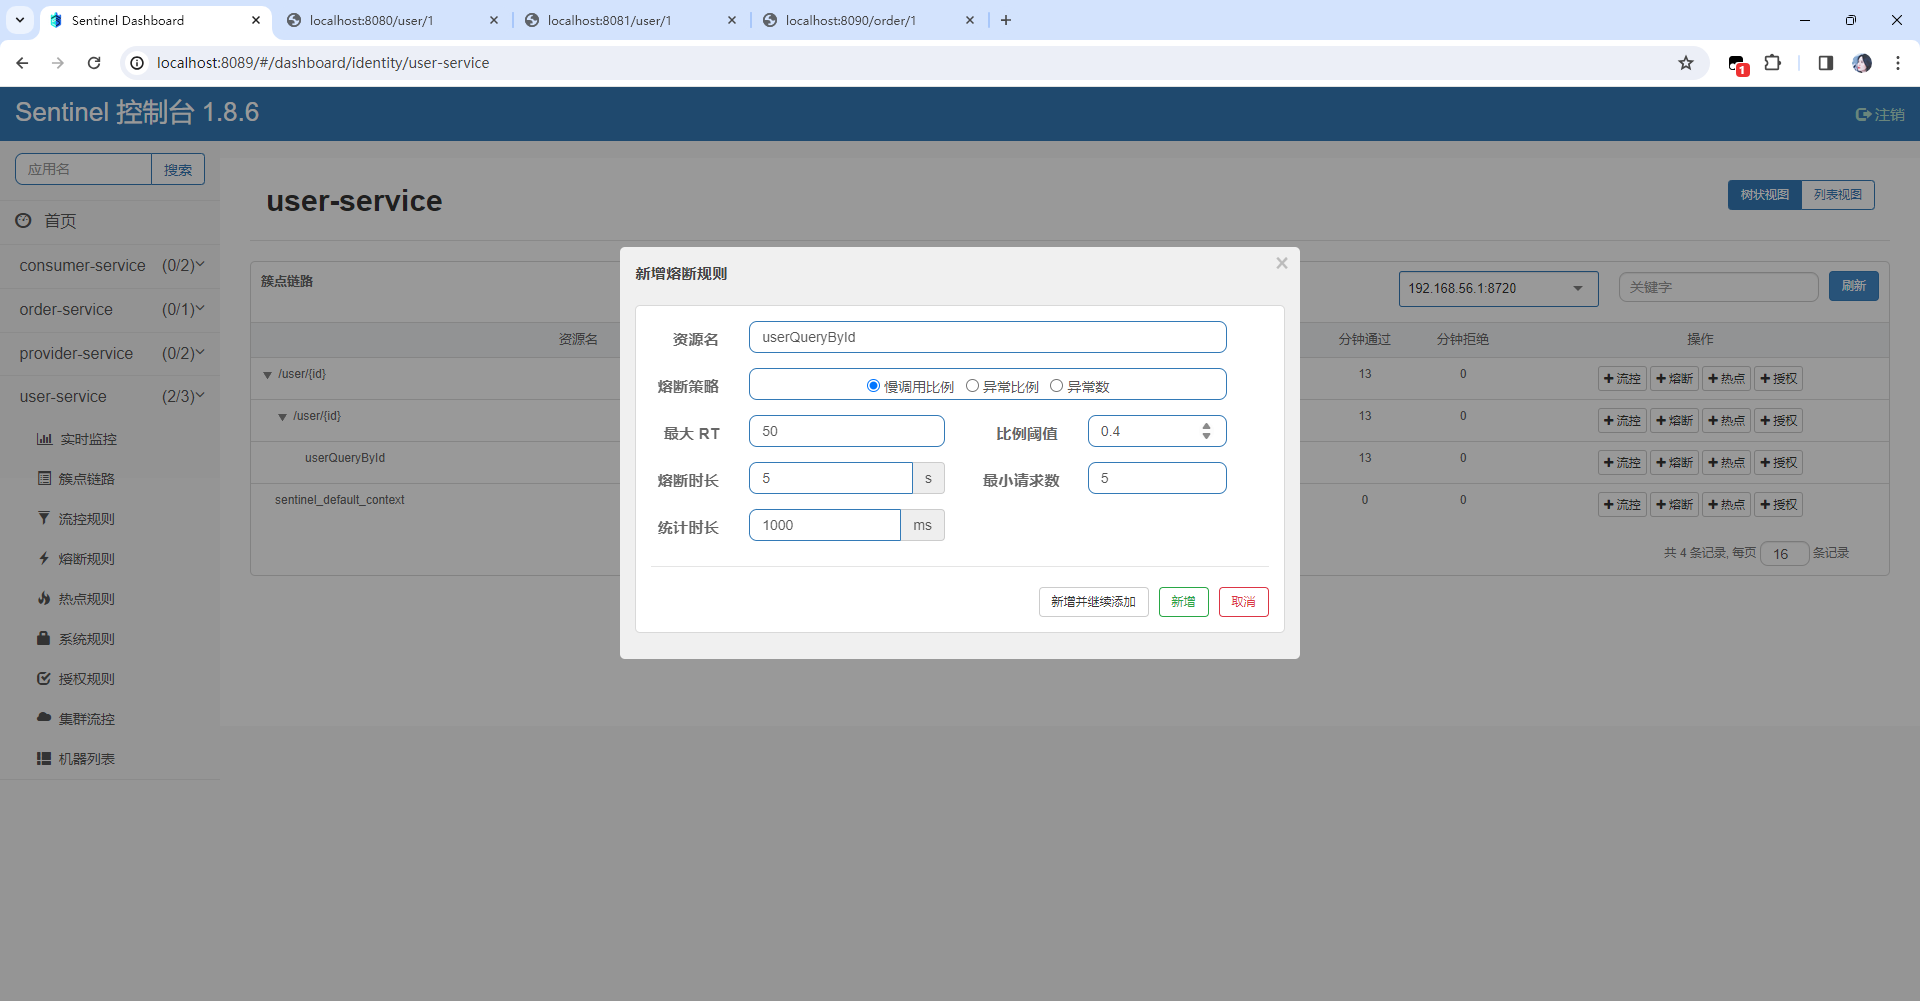 Sentinel Dashboard
localhost:8080/user/1
localhost:8081/user/1
localhost:8090/order/1
localhost:8089/#/dashboard/identity/user-service
1
Sentinel 控制台 1.8.6
注销
应用名 搜索
首页
consumer-service (0/2)
order-service (0/1)
provider-service (0/2)
user-service (2/3)
实时监控
簇点链路
流控规则
熔断规则
热点规则
系统规则
授权规则
集群流控
机器列表
user-service
树状视图 列表视图
簇点链路
192.168.56.1:8720 关键字 刷新
资源名 分钟通过 分钟拒绝 操作
/user/{id} 13 0 流控 熔断 热点 授权
/user/{id} 13 0 流控 熔断 热点 授权
userQueryById 13 0 流控 熔断 热点 授权
sentinel_default_context 0 0 流控 熔断 热点 授权
共 4 条记录, 每页 16 条记录
新增熔断规则
资源名 userQueryById
熔断策略 慢调用比例 异常比例 异常数
最大 RT 50 比例阈值 0.4
熔断时长 5 s 最小请求数 5
统计时长 1000 ms
新增并继续添加 新增 取消